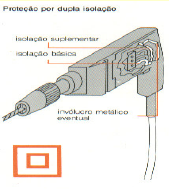 Proteção por dupla isolação
isolação suplementar
isolação básica
invólucro metálico
eventual